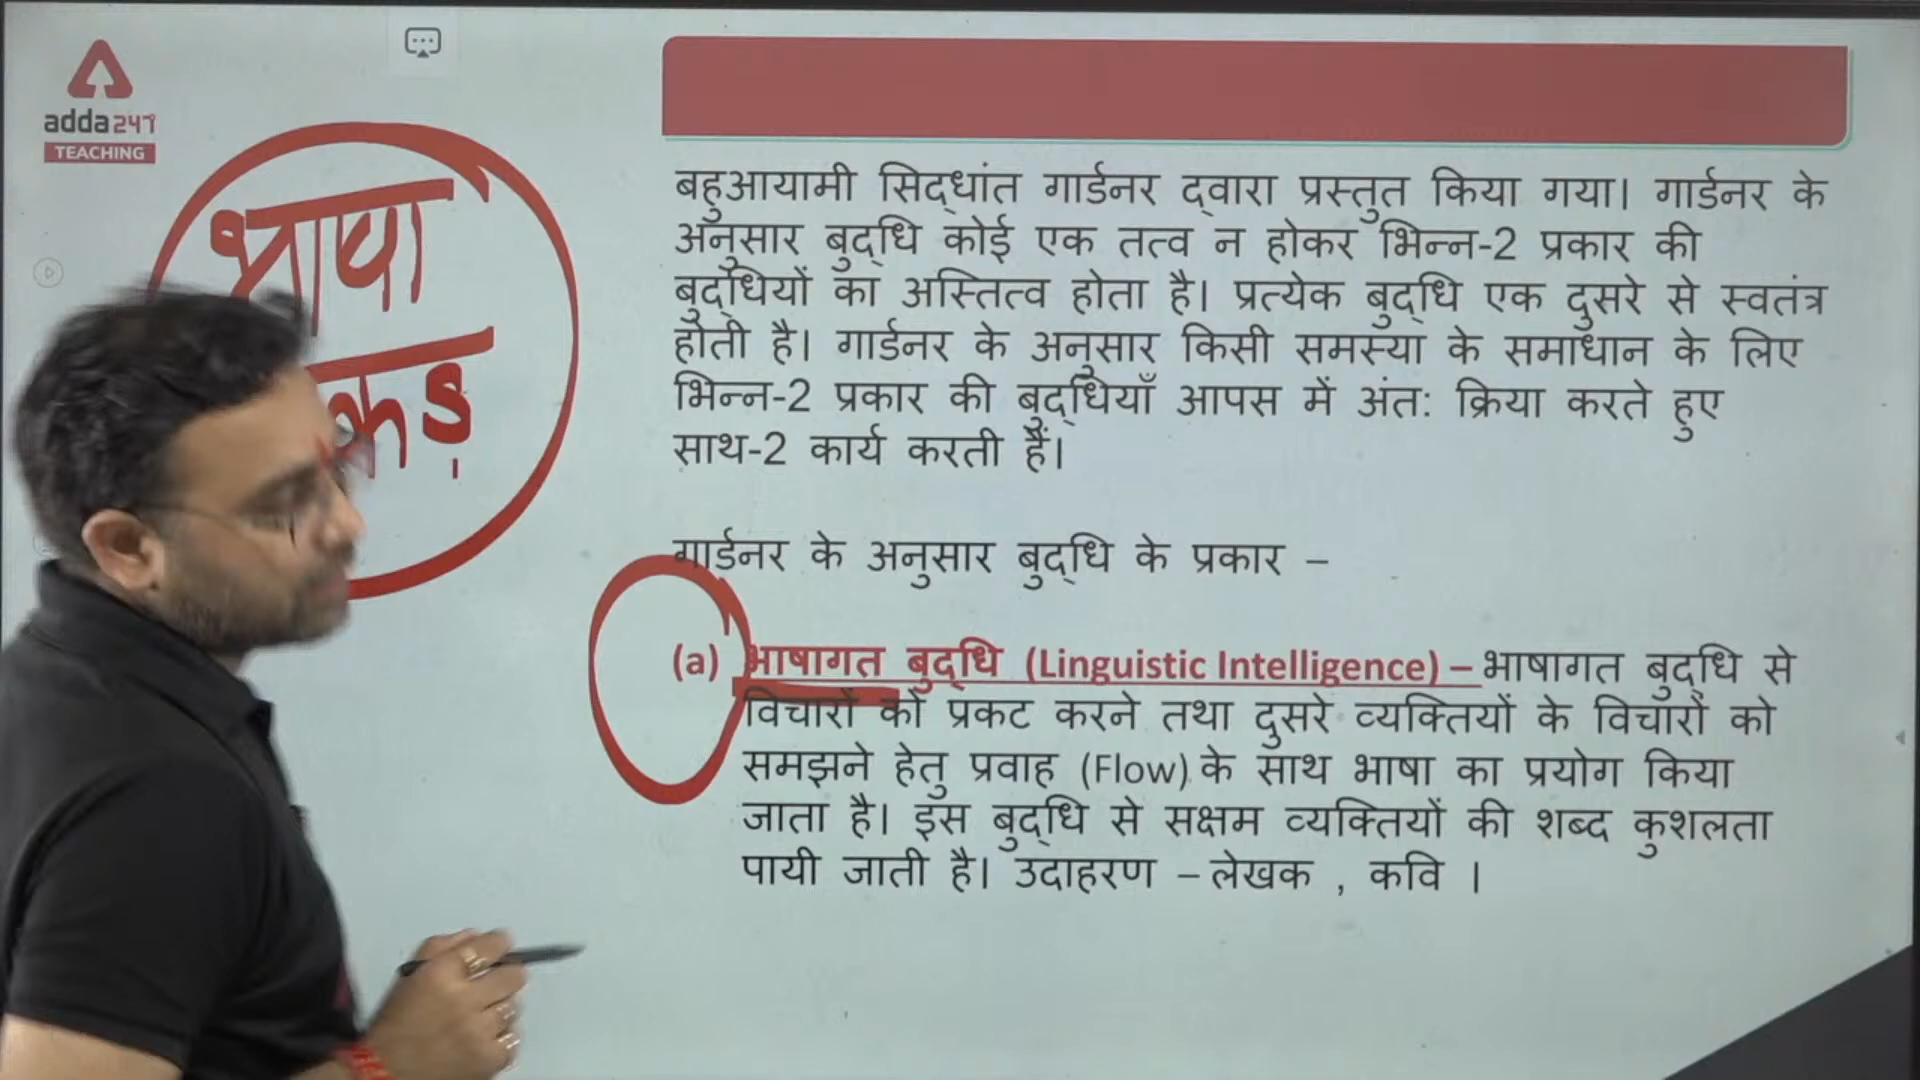 adda247
TEACHING
भाषा
बहुआयामी सिद्धांत गार्डनर द्वारा प्रस्तुत किया गया। गार्डनर के
अनुसार बुद्धि कोई एक तत्व न होकर भिन्न-2 प्रकार की
बुद्धियों का अस्तित्व होता है। प्रत्येक बुद्धि एक दुसरे से स्वतंत्र
होती है। गार्डनर के अनुसार किसी समस्या के समाधान के लिए
भिन्न-2 प्रकार की बुद्धियाँ आपस में अंत: क्रिया करते हुए
साथ-2 कार्य करती हैं।
गार्डनर के अनुसार बुद्धि के प्रकार –
(a) भाषागत बुद्धि (Linguistic Intelligence) – भाषागत बुद्धि से
विचारों को प्रकट करने तथा दुसरे व्यक्तियों के विचारों को
समझने हेतु प्रवाह (Flow) के साथ भाषा का प्रयोग किया
जाता है। इस बुद्धि से सक्षम व्यक्तियों की शब्द कुशलता
पायी जाती है। उदाहरण – लेखक , कवि ।